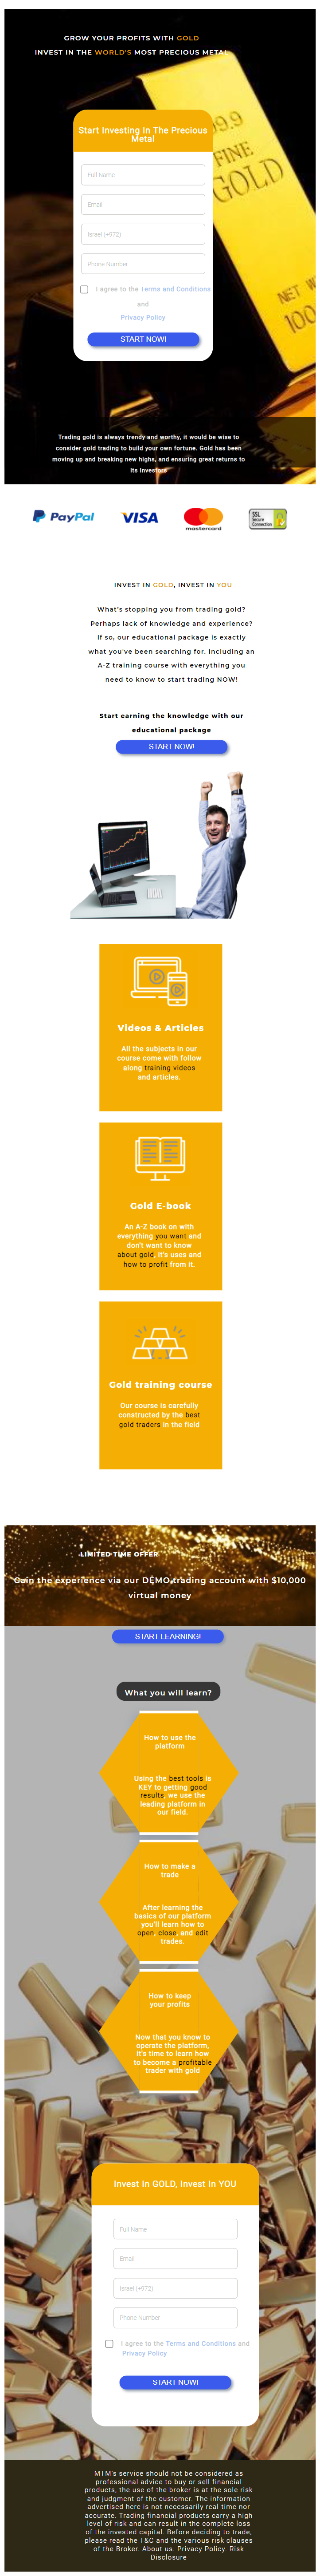 GROW YOUR PROFITS WITH GOLD
INVEST IN THE WORLD'S MOST PRECIOUS METAL
999.9
FINE
GOLD
NET W
100
Start Investing In The Precious
Metal
Full Name
Email
Israel (+972)
Phone Number
I agree to the Terms and Conditions
and
Privacy Policy
START NOW!
Trading gold is always trendy and worthy, it would be wise to
consider gold trading to build your own fortune. Gold has been
moving up and breaking new highs, and ensuring great returns to
its investors
PayPal
VISA
mastercard
SSL
Secure
Connection
INVEST IN GOLD, INVEST IN YOU
What's stopping you from trading gold?
Perhaps lack of knowledge and experience?
If so, our educational package is exactly
what you've been searching for. Including an
A-Z training course with everything you
need to know to start trading NOW!
Start earning the knowledge with our
educational package
START NOW!
Videos & Articles
All the subjects in our
course come with follow
along training videos
and articles.
Gold E-book
An A-Z book on with
everything you want and
don't want to know
about gold, it's uses and
how to profit from it.
Gold training course
Our course is carefully
constructed by the best
gold traders in the field
LIMITED TIME OFFER
Gain the experience via our DEMO trading account with $10,000
virtual money
START LEARNING!
What you will learn?
How to use the
platform
Using the best tools is
KEY to getting good
results, we use the
leading platform in
our field.
How to make a
trade
After learning the
basics of our platform
you'll learn how to
open, close, and edit
trades.
How to keep
your profits
Now that you know to
operate the platform,
it's time to learn how
to become a profitable
trader with gold
Invest In GOLD, Invest In YOU
Full Name
Email
Israel (+972)
Phone Number
I agree to the Terms and Conditions and
Privacy Policy
START NOW!
MTM's service should not be considered as
professional advice to buy or sell financial
products, the use of the broker is at the sole risk
and judgment of the customer. The information
advertised here is not necessarily real-time nor
accurate. Trading financial products carry a high
level of risk and can result in the complete loss
of the invested capital. Before deciding to trade,
please read the T&C and the various risk clauses
of the Broker. About us. Privacy Policy. Risk
Disclosure